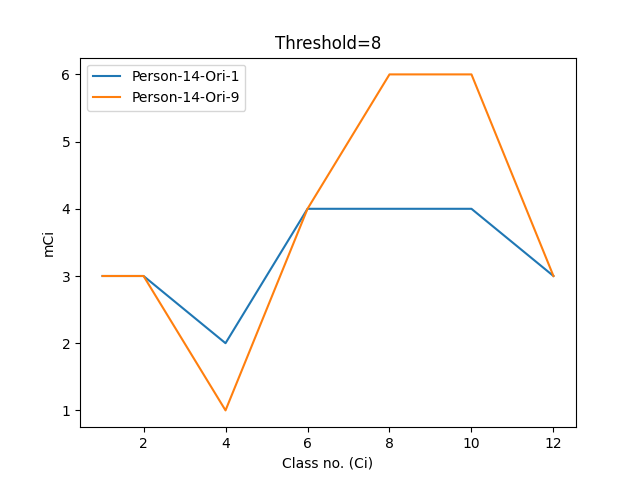 Threshold=8
Person-14-Ori-1
Person-14-Ori-9
6
5
4
3
2
1
mCi
2 4 6 8 10 12
Class no. (Ci)